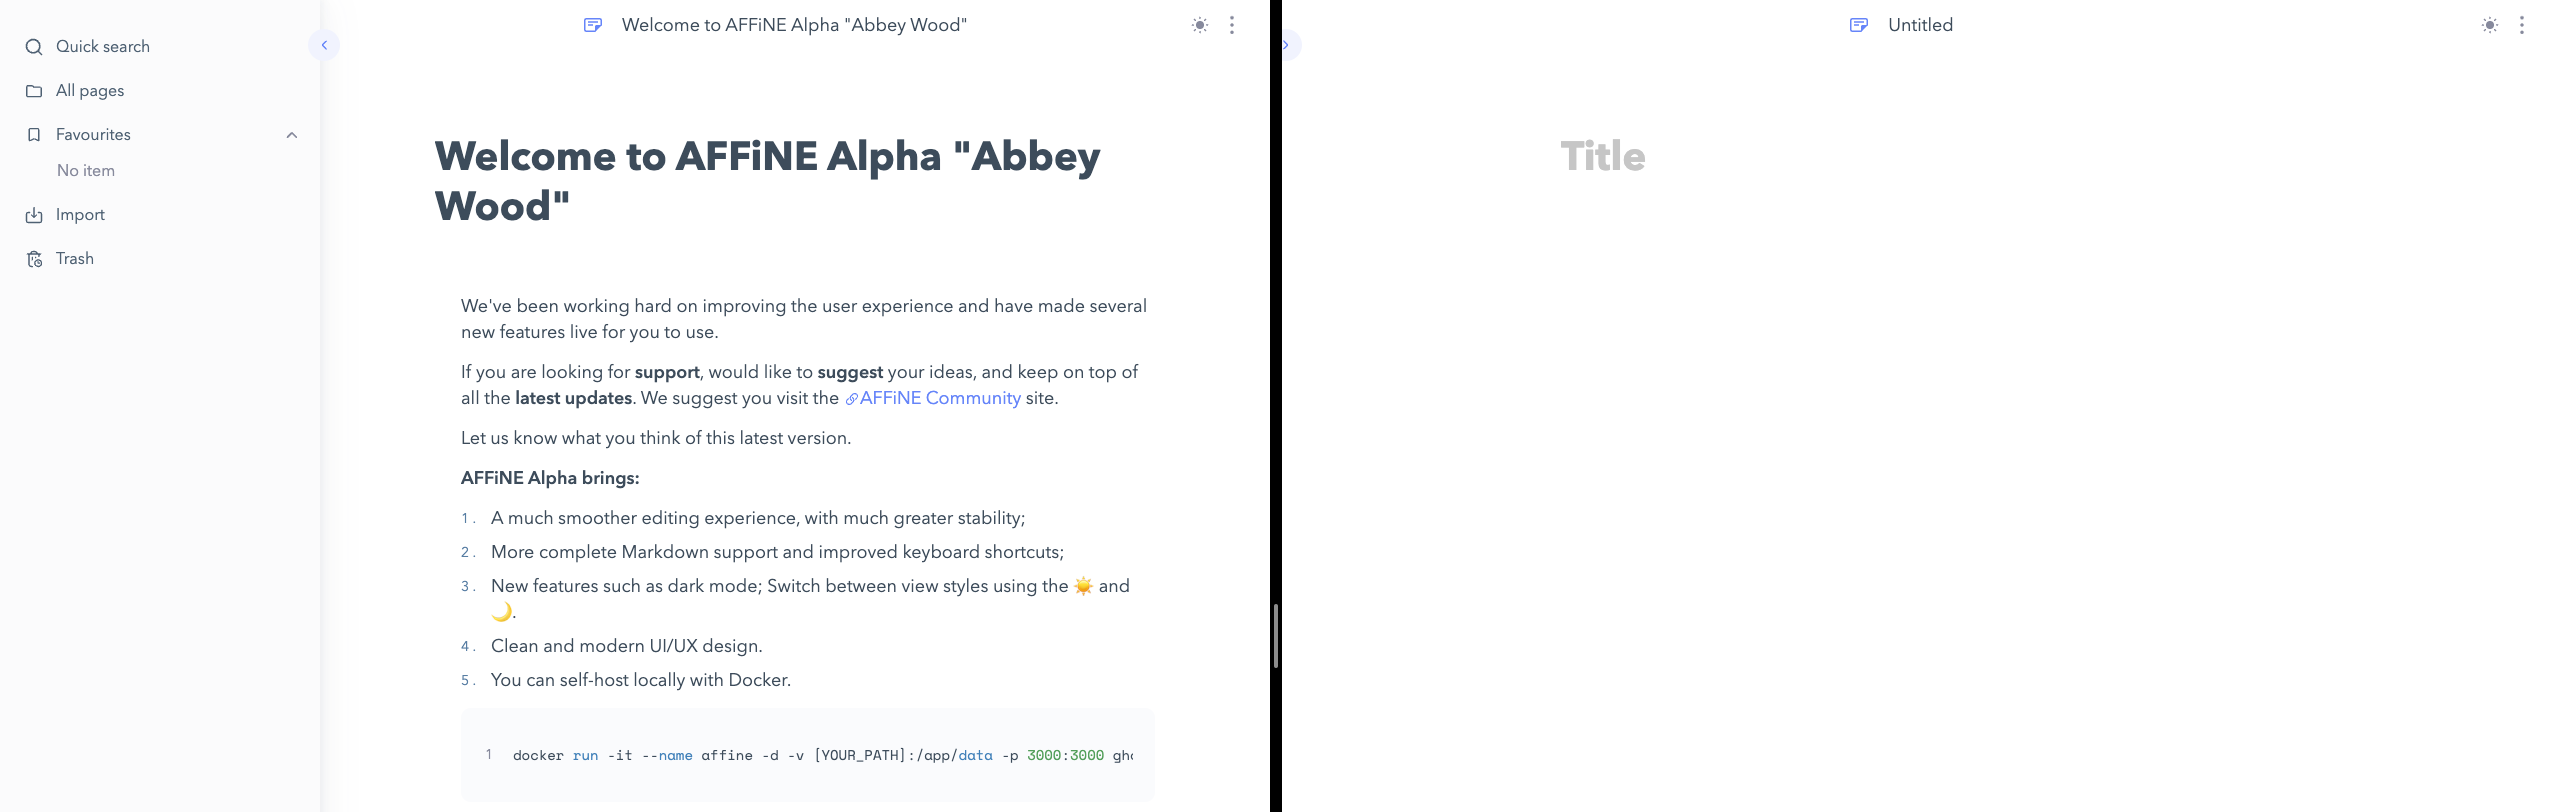 Quick search
All pages
Favourites
No item
Import
Trash
Welcome to AFFiNE Alpha "Abbey Wood"
Welcome to AFFiNE Alpha "Abbey
Wood"
We've been working hard on improving the user experience and have made several
new features live for you to use.
If you are looking for support, would like to suggest your ideas, and keep on top of
all the latest updates. We suggest you visit the AFFiNE Community site.
Let us know what you think of this latest version.
AFFiNE Alpha brings:
1. A much smoother editing experience, with much greater stability;
2. More complete Markdown support and improved keyboard shortcuts;
3. New features such as dark mode; Switch between view styles using the ☀️ and
🌙.
4. Clean and modern UI/UX design.
5. You can self-host locally with Docker.
1 docker run -it --name affine -d -v [YOUR_PATH]:/app/data -p 3000:3000
Untitled
Title